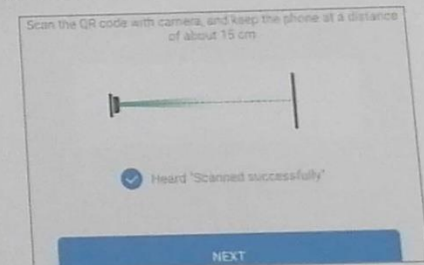 Scan the QR code with camera, and keep the phone at a distance
of about 15 cm
Heard "Scanned successfully"
NEXT